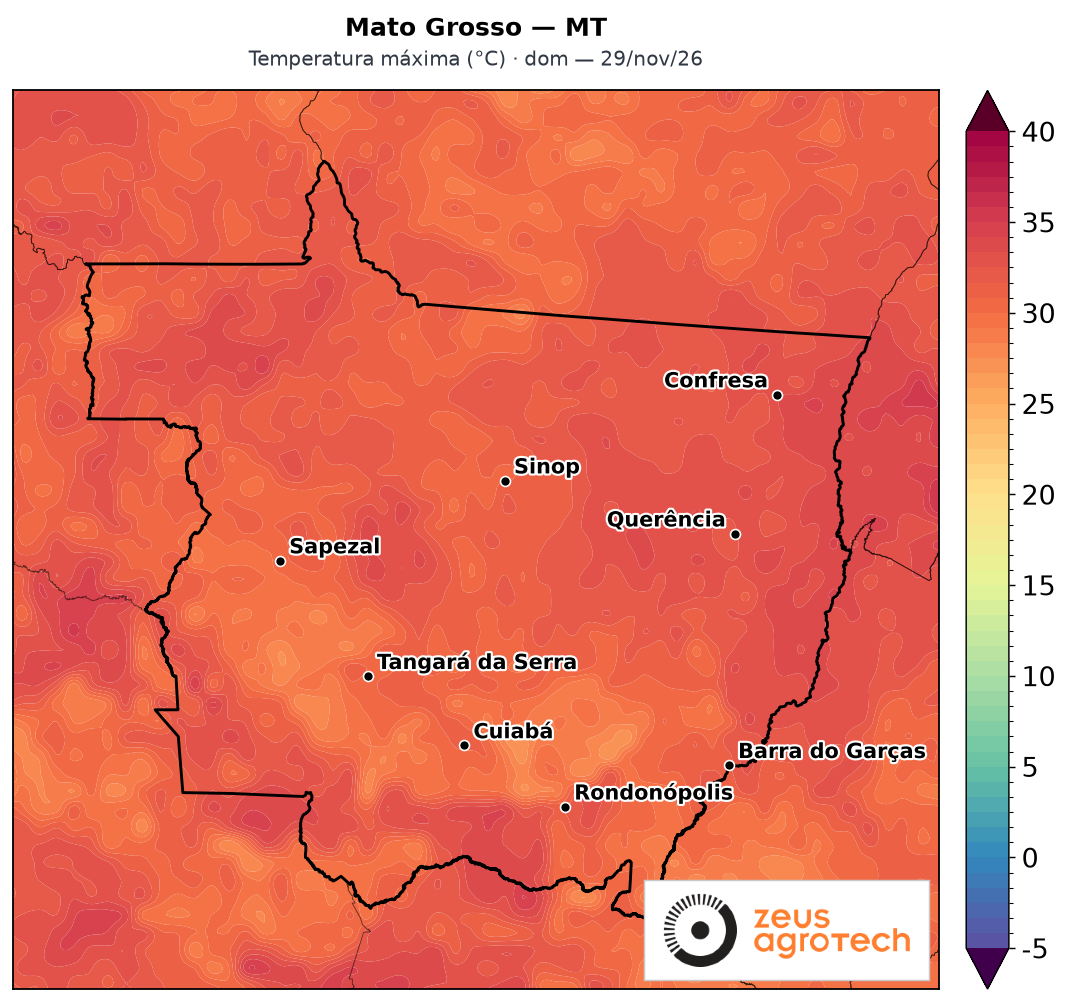 Mato Grosso — MT
Temperatura máxima (°C) · dom — 29/nov/26
Confresa
Sinop
Querência
Sapezal
Tangará da Serra
Cuiabá
Barra do Garças
Rondonópolis
40
35
30
25
20
15
10
5
0
-5
zeus
agrotech